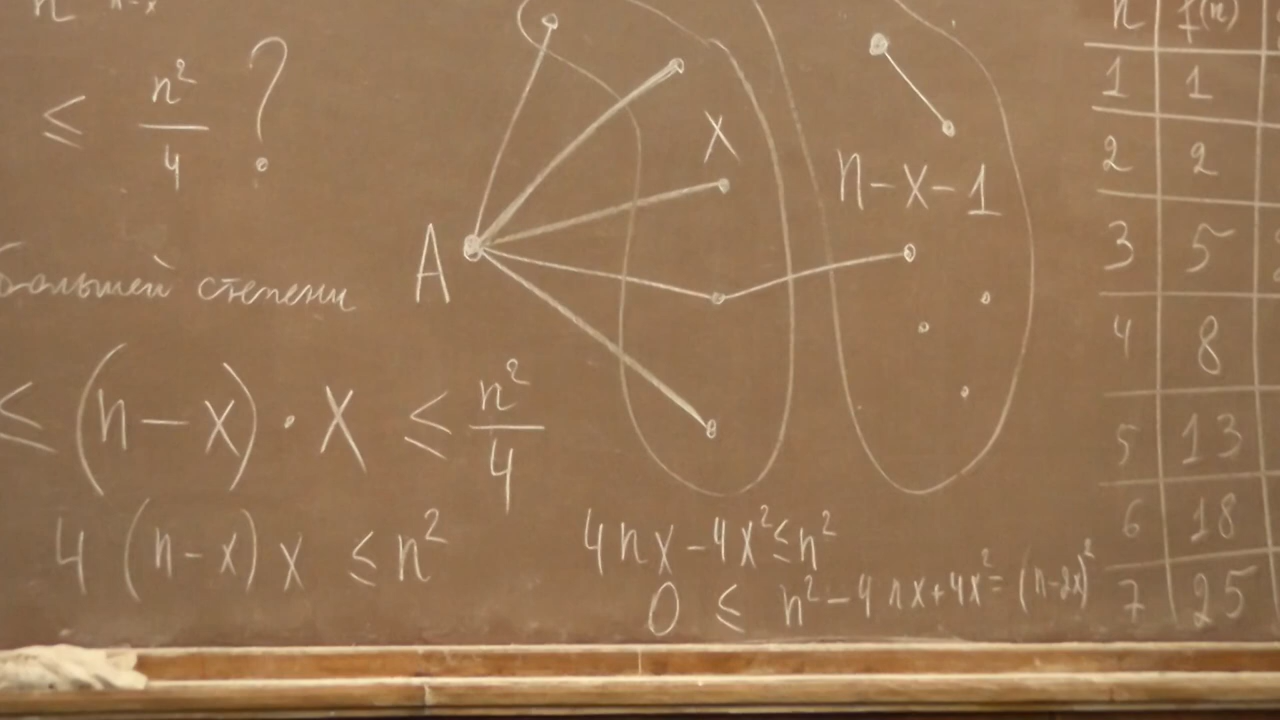 n n-x
≤ n²/4 ?
большей степени
≤ (n-x)·X ≤ n²/4
4(n-x)x ≤ n²
A
X
n-x-1
4nx-4x²≤n²
0 ≤ n²-4nx+4x²=(n-2x)²
n f(n)
1 1
2 2
3 5
4 8
5 13
6 18
7 25